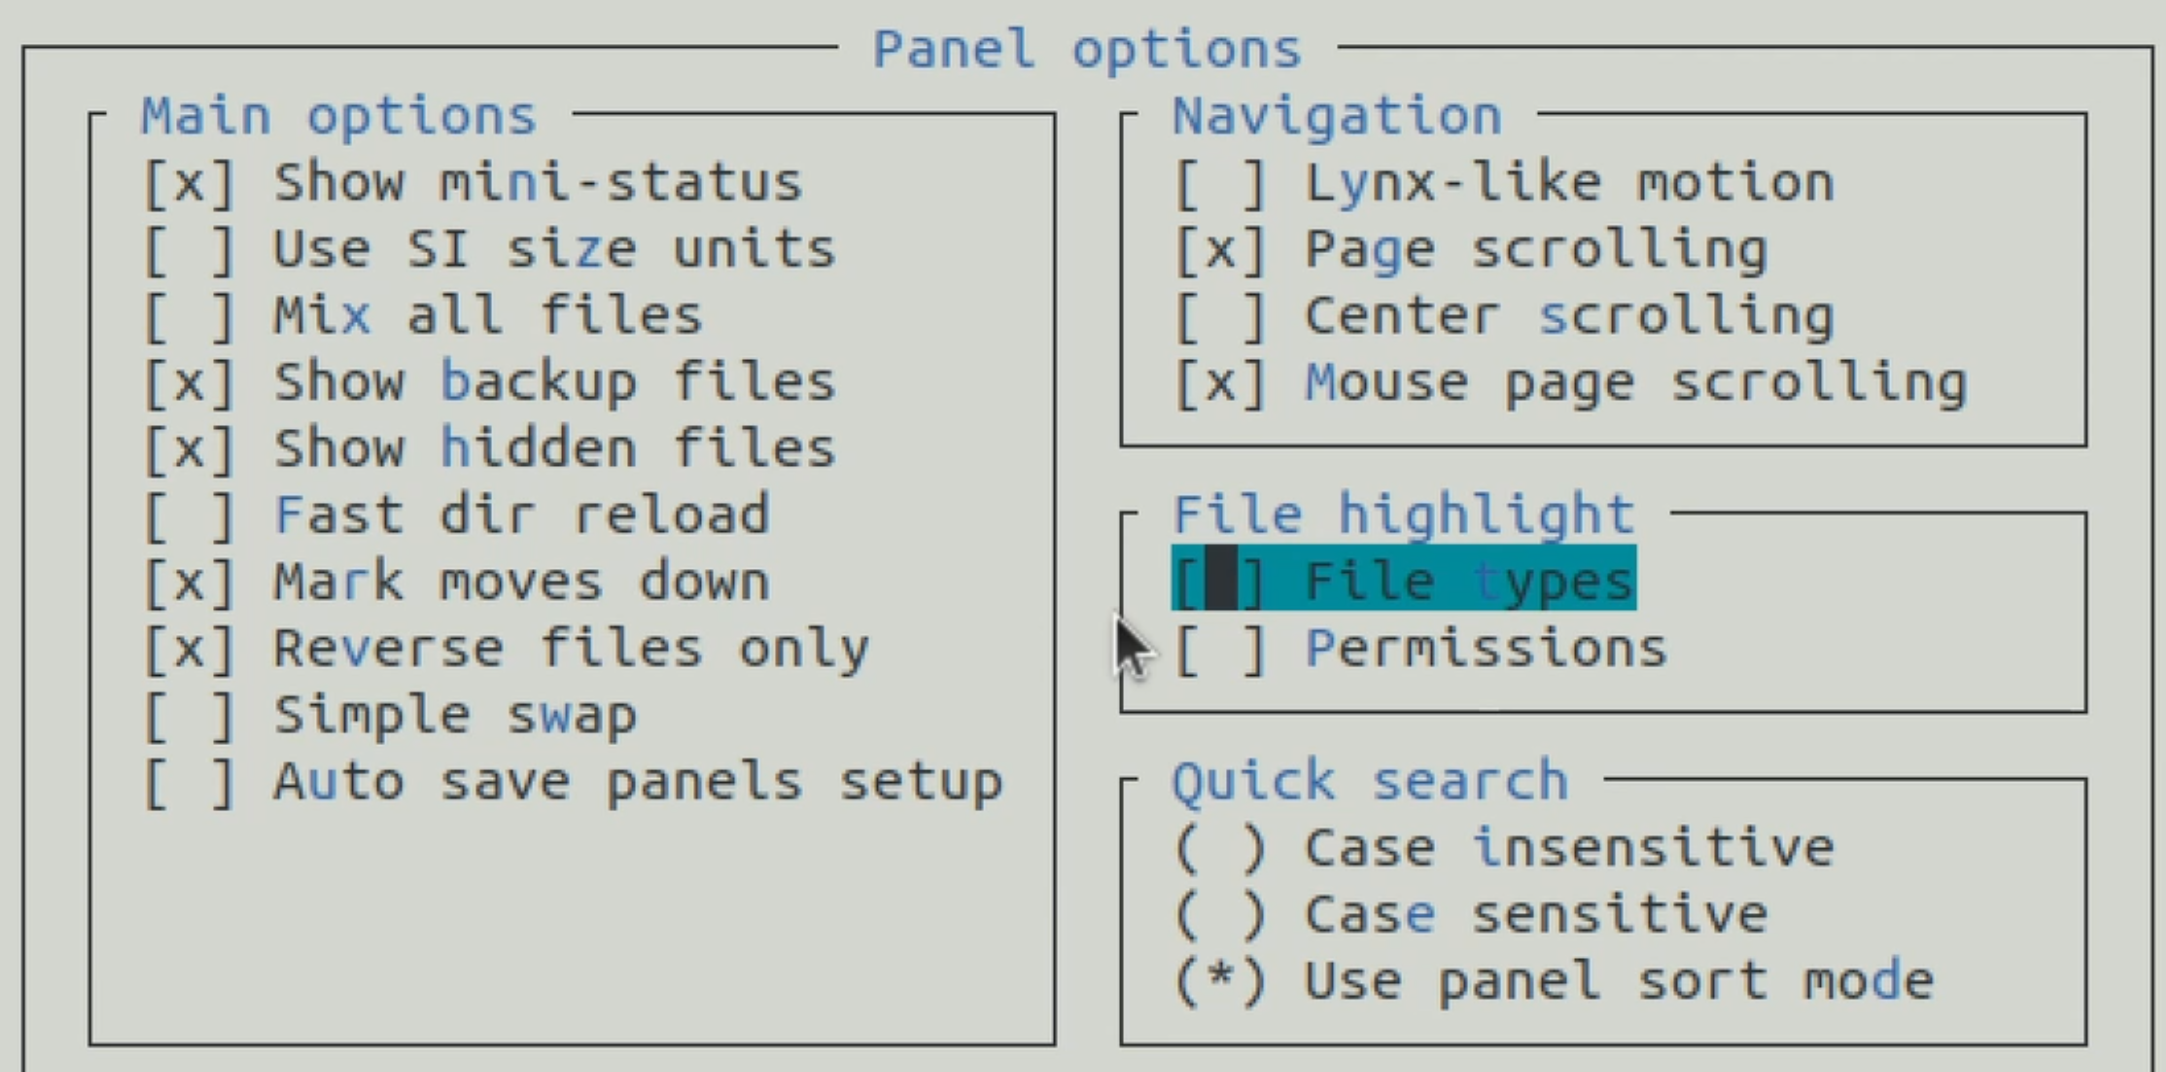 Panel options
Main options
[x] Show mini-status
[ ] Use SI size units
[ ] Mix all files
[x] Show backup files
[x] Show hidden files
[ ] Fast dir reload
[x] Mark moves down
[x] Reverse files only
[ ] Simple swap
[ ] Auto save panels setup
Navigation
[ ] Lynx-like motion
[x] Page scrolling
[ ] Center scrolling
[x] Mouse page scrolling
File highlight
[ ] File types
[ ] Permissions
Quick search
( ) Case insensitive
( ) Case sensitive
(*) Use panel sort mode